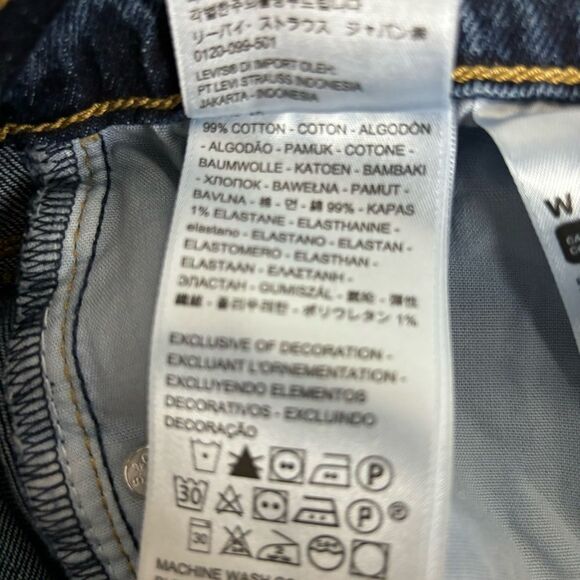 リーバイ・ストラウス ジャパン㈱
0120-099-501
LEVI'S® DI IMPOR OLEH:
PT LEVI STRAUSS INDONESIA
JAKARTA - INDONESIA
99% COTTON - COTON - ALGODÓN
- ALGODÃO - PAMUK - COTONE -
BAUMWOLLE - KATOEN - BAMBAKI
- ХЛОПОК - BAWEŁNA - PAMUT -
BAVLNA - 棉 - 면 - 綿 99% - KAPAS
1% ELASTANE - ELASTHANNE -
elastano - ELASTANO - ELASTAN -
ELASTOMERO - ELASTHAN -
ELASTAAN - ΕΛΑΣΤΑΝΗ -
ЭЛАСТАН - GUMISZÁL - 氨纶 - 彈性
纖維 - 폴리우레탄 - ポリウレタン 1%
EXCLUSIVE OF DECORATION -
EXCLUANT L'ORNEMENTATION -
EXCLUYENDO ELEMENTOS
DECORATIVOS - EXCLUINDO
DECORAÇÃO
P
30 P ®
30
MACHINE WASH
W